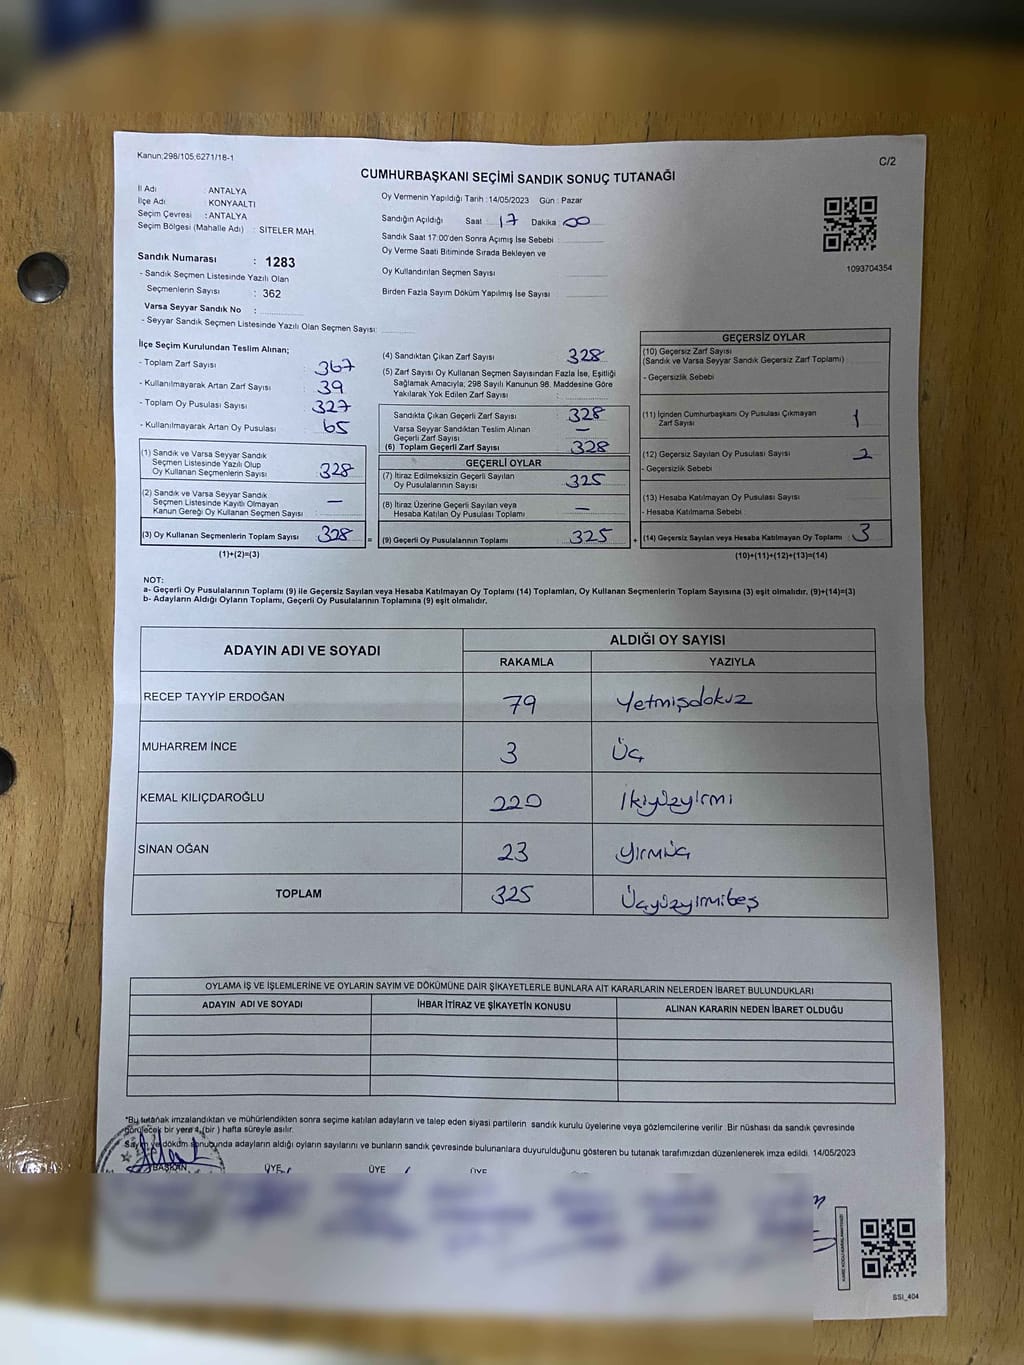 Kanun:298/105;6271/18-1
C/2
CUMHURBAŞKANI SEÇİMİ SANDIK SONUÇ TUTANAĞI
İl Adı : ANTALYA
İlçe Adı : KONYAALTI
Seçim Çevresi : ANTALYA
Seçim Bölgesi (Mahalle Adı) : SİTELER MAH
Oy Vermenin Yapıldığı Tarih :14/05/2023 Gün : Pazar
Sandığın Açıldığı Saat 17 Dakika 00
Sandık Saat 17:00'den Sonra Açımış İse Sebebi :
Oy Verme Saati Bitiminde Sırada Bekleyen ve
Oy Kullandırılan Seçmen Sayısı
Birden Fazla Sayım Döküm Yapılmış İse Sayısı
1093704354
Sandık Numarası : 1283
- Sandık Seçmen Listesinde Yazılı Olan
Seçmenlerin Sayısı : 362
Varsa Seyyar Sandık No :
- Seyyar Sandık Seçmen Listesinde Yazılı Olan Seçmen Sayısı:
İlçe Seçim Kurulundan Teslim Alınan;
- Toplam Zarf Sayısı 367
- Kullanılmayarak Artan Zarf Sayısı 39
- Toplam Oy Pusulası Sayısı 327
- Kullanılmayarak Artan Oy Pusulası 65
(1) Sandık ve Varsa Seyyar Sandık
Seçmen Listesinde Yazılı Olup
Oy Kullanan Seçmenlerin Sayısı 328
(2) Sandık ve Varsa Seyyar Sandık
Seçmen Listesinde Kayıtlı Olmayan
Kanun Gereği Oy Kullanan Seçmen Sayısı : —
(3) Oy Kullanan Seçmenlerin Toplam Sayısı 328
(1)+(2)=(3)
(4) Sandıktan Çıkan Zarf Sayısı 328
(5) Zarf Sayısı Oy Kullanan Seçmen Sayısından Fazla İse, Eşitliği
Sağlamak Amacıyla; 298 Sayılı Kanunun 98. Maddesine Göre
Yakılarak Yok Edilen Zarf Sayısı :
Sandıkta Çıkan Geçerli Zarf Sayısı 328
Varsa Seyyar Sandıktan Teslim Alınan
Geçerli Zarf Sayısı —
(6) Toplam Geçerli Zarf Sayısı 328
GEÇERLİ OYLAR
(7) İtiraz Edilmeksizin Geçerli Sayılan
Oy Pusulalarının Sayısı 325
(8) İtiraz Üzerine Geçerli Sayılan veya
Hesaba Katılan Oy Pusulası Toplamı —
= (9) Geçerli Oy Pusulalarının Toplamı 325
GEÇERSİZ OYLAR
(10) Geçersiz Zarf Sayısı
(Sandık ve Varsa Seyyar Sandık Geçersiz Zarf Toplamı)
- Geçersizlik Sebebi
(11) İçinden Cumhurbaşkanı Oy Pusulası Çıkmayan
Zarf Sayısı 1
(12) Geçersiz Sayılan Oy Pusulası Sayısı 2
- Geçersizlik Sebebi
(13) Hesaba Katılmayan Oy Pusulası Sayısı
- Hesaba Katılmama Sebebi
+ (14) Geçersiz Sayılan veya Hesaba Katılmayan Oy Toplamı : 3
(10)+(11)+(12)+(13)=(14)
NOT:
a- Geçerli Oy Pusulalarının Toplamı (9) ile Geçersiz Sayılan veya Hesaba Katılmayan Oy Toplamı (14) Toplamları, Oy Kullanan Seçmenlerin Toplam Sayısına (3) eşit olmalıdır, (9)+(14)=(3)
b- Adayların Aldığı Oyların Toplamı, Geçerli Oy Pusulalarının Toplamına (9) eşit olmalıdır.
ADAYIN ADI VE SOYADI
ALDIĞI OY SAYISI
RAKAMLA YAZIYLA
RECEP TAYYİP ERDOĞAN 79 Yetmişdokuz
MUHARREM İNCE 3 Üç
KEMAL KILIÇDAROĞLU 220 İkiyüzyirmi
SİNAN OĞAN 23 Yirmiüç
TOPLAM 325 Üçyüzyirmibeş
OYLAMA İŞ VE İŞLEMLERİNE VE OYLARIN SAYIM VE DÖKÜMÜNE DAİR ŞİKAYETLERLE BUNLARA AİT KARARLARIN NELERDEN İBARET BULUNDUKLARI
ADAYIN ADI VE SOYADI İHBAR İTİRAZ VE ŞİKAYETİN KONUSU ALINAN KARARIN NEDEN İBARET OLDUĞU
*Bu tutanak imzalandıktan ve mühürlendikten sonra seçime katılan adayların ve talep eden siyasi partilerin sandık kurulu üyelerine veya gözlemcilerine verilir. Bir nüshası da sandık çevresinde
görülecek bir yere 1 (bir ) hafta süreyle asılır.
Sayım ve döküm sonucunda adayların aldığı oyların sayılarını ve bunların sandık çevresinde bulunanlara duyurulduğunu gösteren bu tutanak tarafımızdan düzenlenerek imza edildi. 14/05/2023
BAŞKAN ÜYE ÜYE ÜYE
SSI_404